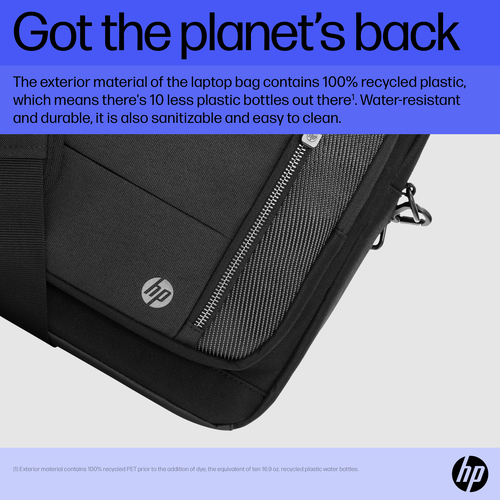 Got the planet's back
The exterior material of the laptop bag contains 100% recycled plastic,
which means there's 10 less plastic bottles out there¹. Water-resistant
and durable, it is also sanitizable and easy to clean.
hp
[1] Exterior material contains 100% recycled PET prior to the addition of dye, the equivalent of ten 16.9 oz. recycled plastic water bottles.
hp